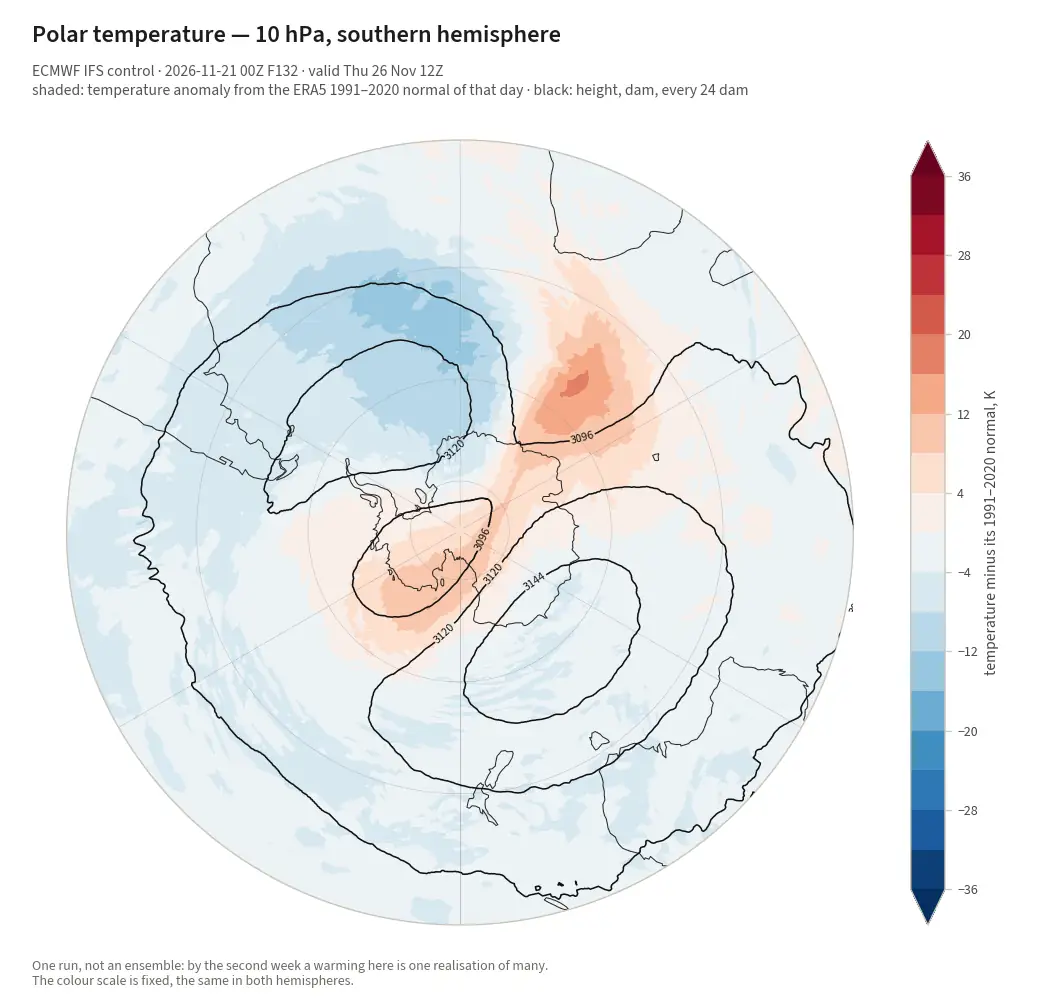 Polar temperature — 10 hPa, southern hemisphere
ECMWF IFS control · 2026-11-21 00Z F132 · valid Thu 26 Nov 12Z
shaded: temperature anomaly from the ERA5 1991–2020 normal of that day · black: height, dam, every 24 dam
36
28
20
12
4
−4
−12
−20
−28
−36
temperature minus its 1991–2020 normal, K
3096
3120
3096
3120
3144
3120
One run, not an ensemble: by the second week a warming here is one realisation of many.
The colour scale is fixed, the same in both hemispheres.